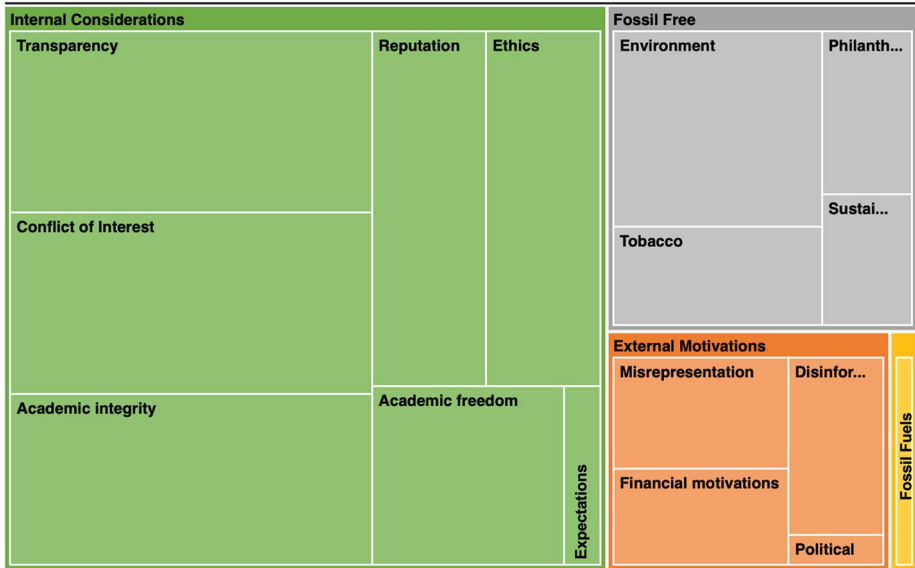 Internal Considerations
Transparency
Conflict of Interest
Academic integrity
Reputation
Ethics
Academic freedom
Expectations
Fossil Free
Environment
Tobacco
Philanth...
Sustai...
External Motivations
Misrepresentation
Financial motivations
Disinfor...
Political
Fossil Fuels